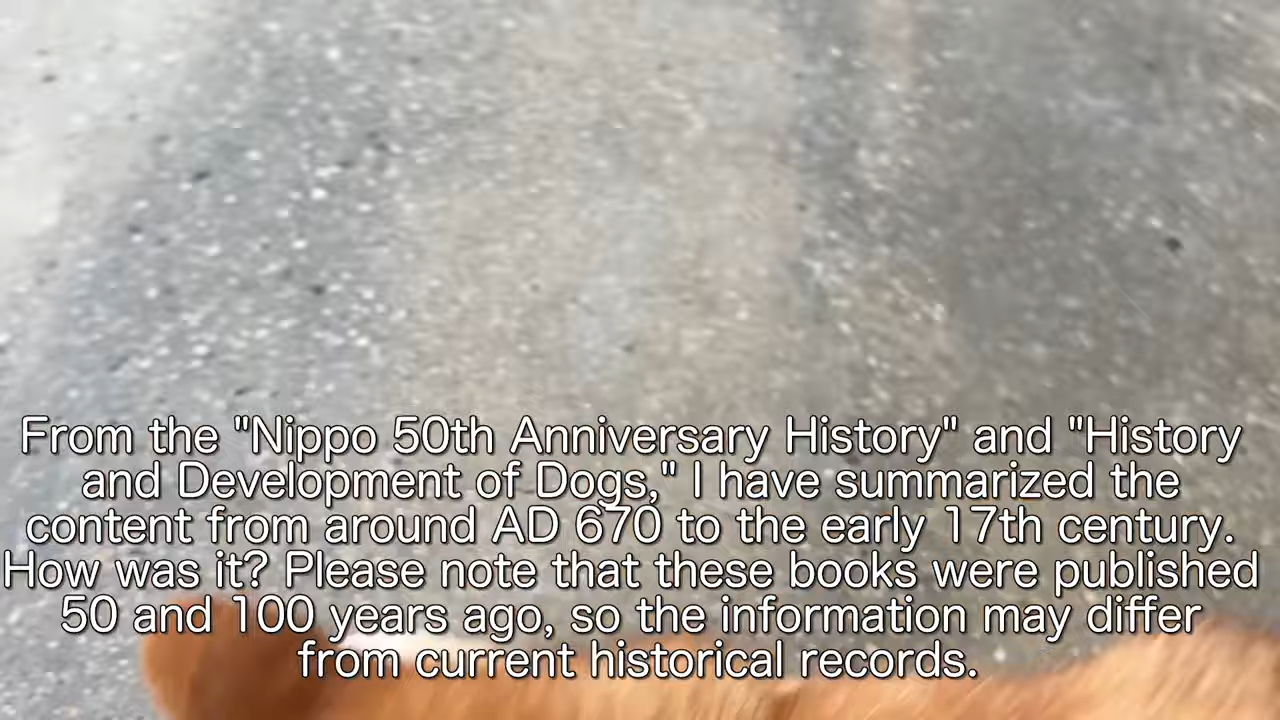 From the "Nippo 50th Anniversary History" and "History
and Development of Dogs," I have summarized the
content from around AD 670 to the early 17th century.
How was it? Please note that these books were published
50 and 100 years ago, so the information may differ
from current historical records.